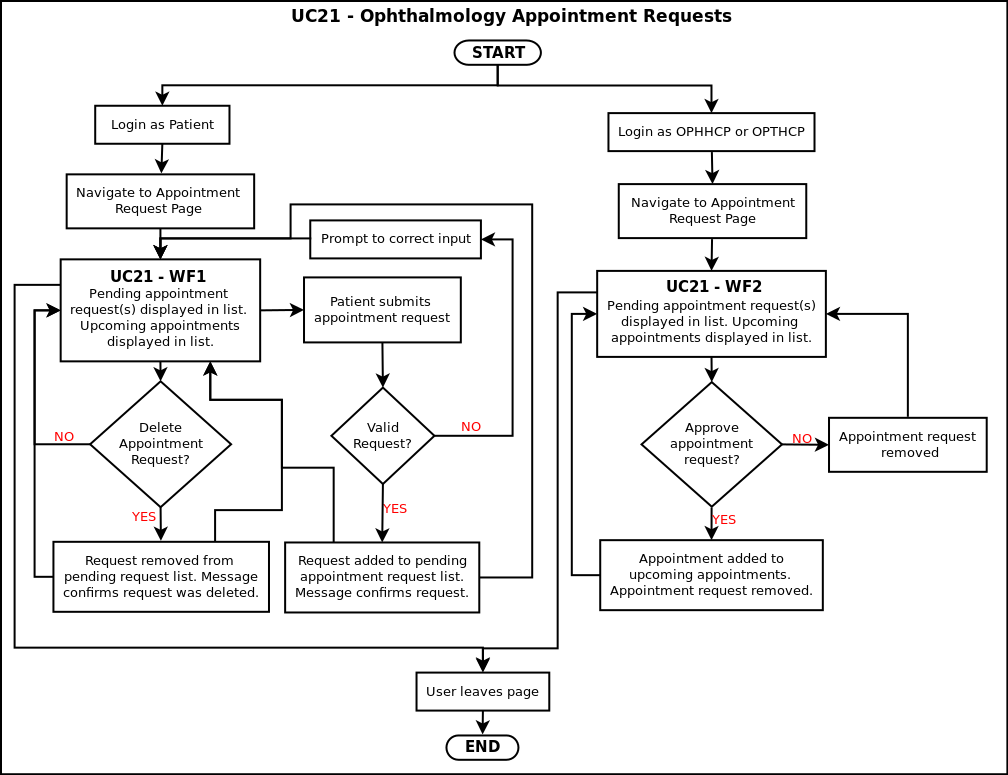 UC21 - Ophthalmology Appointment Requests
START
Login as Patient
Login as OPHHCP or OPTHCP
Navigate to Appointment
Request Page
Navigate to Appointment
Request Page
Prompt to correct input
UC21 - WF1
Pending appointment
request(s) displayed in list.
Upcoming appointments
displayed in list.
Patient submits
appointment request
UC21 - WF2
Pending appointment request(s)
displayed in list. Upcoming
appointments displayed in list.
Delete
Appointment
Request?
NO
YES
Valid
Request?
NO
YES
Approve
appointment
request?
NO
YES
Appointment request
removed
Request removed from
pending request list. Message
confirms request was deleted.
Request added to pending
appointment request list.
Message confirms request.
Appointment added to
upcoming appointments.
Appointment request removed.
User leaves page
END